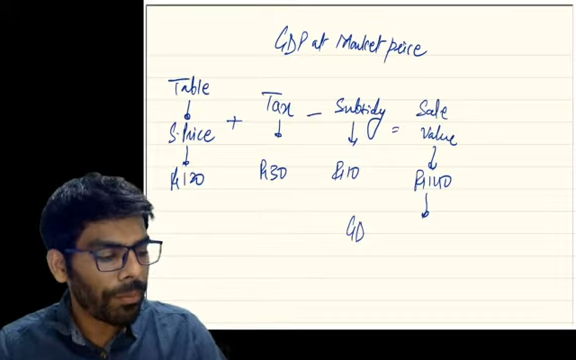 GDP at Market price
Table + Tax - Subsidy = Sale
S.Price Value
₨120 ₨30 ₨10 ₨140
GD